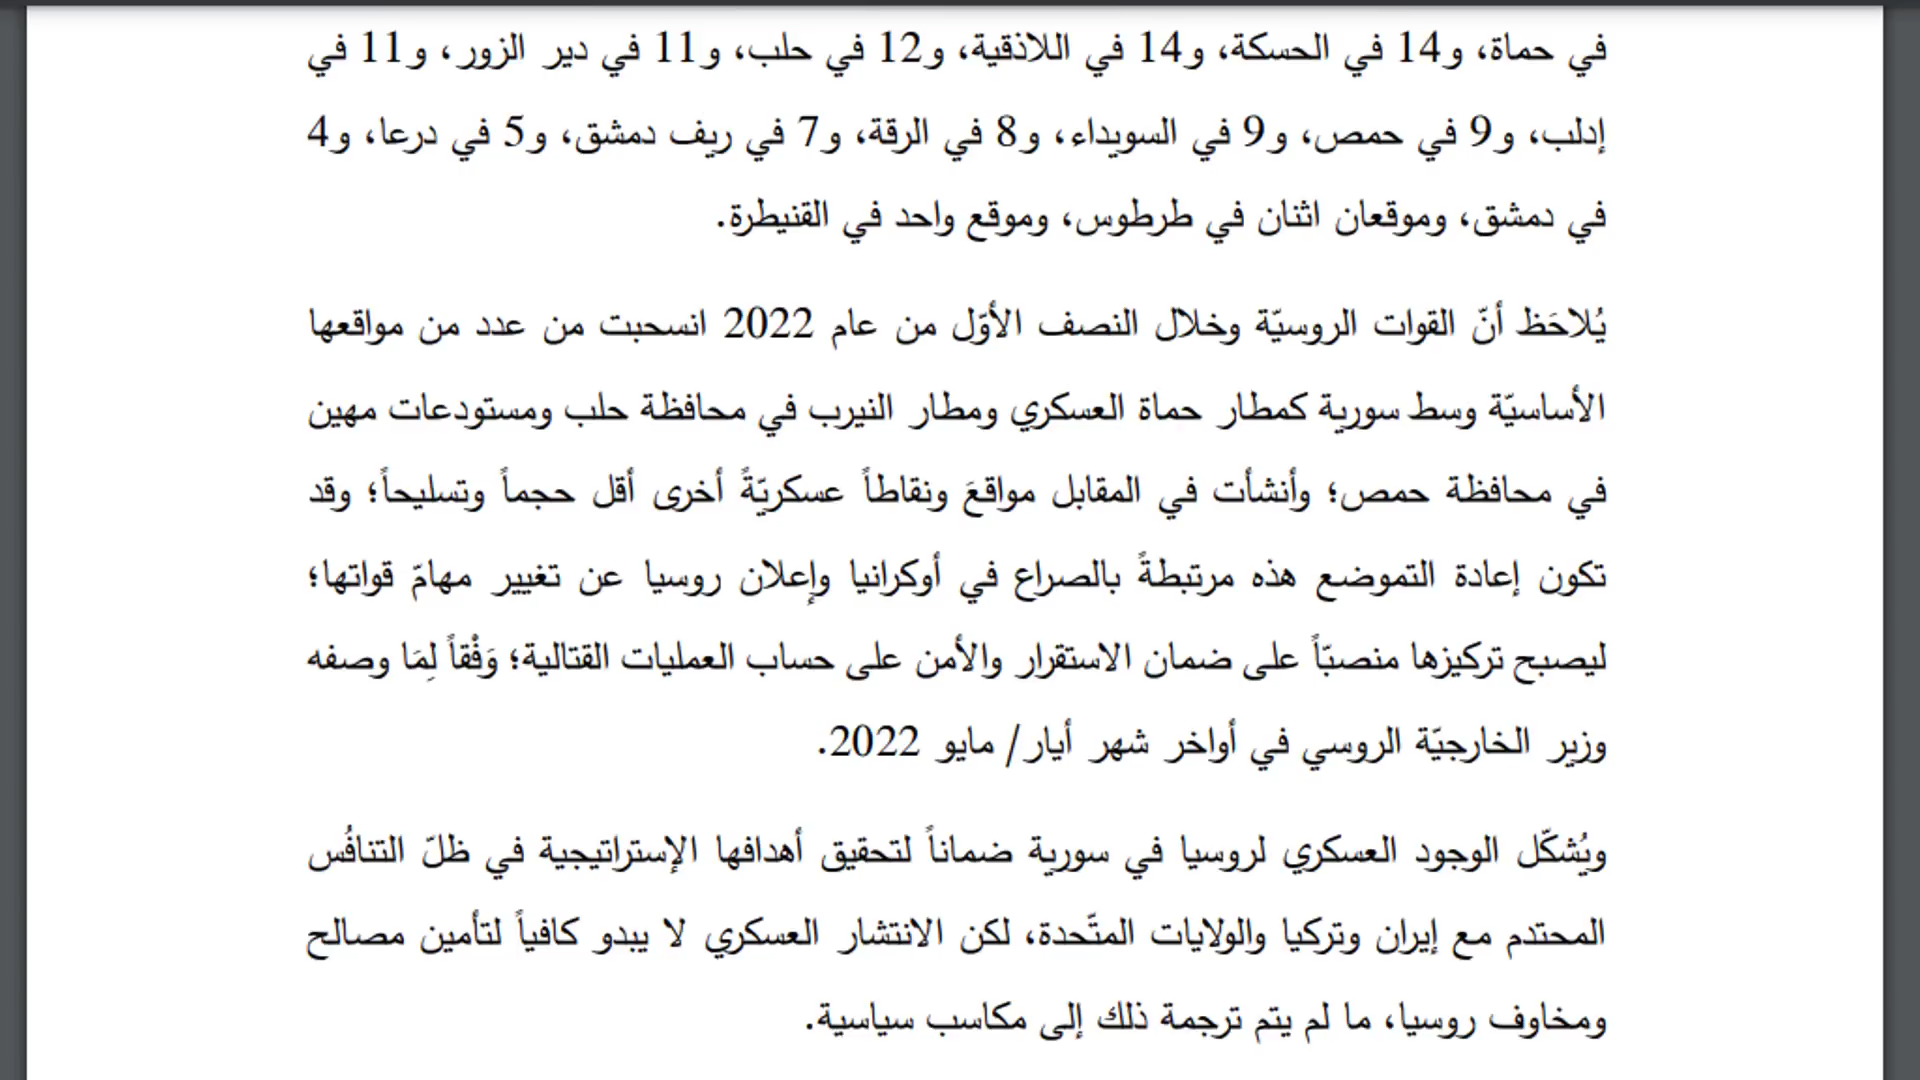 في حماة، و14 في الحسكة، و14 في اللاذقية، و12 في حلب، و11 في دير الزور، و11 في
إدلب، و9 في حمص، و9 في السويداء، و8 في الرقة، و7 في ريف دمشق، و5 في درعا، و4
في دمشق، وموقعان اثنان في طرطوس، وموقع واحد في القنيطرة.
يُلاحَظ أنّ القوات الروسيّة وخلال النصف الأوّل من عام 2022 انسحبت من عدد من مواقعها
الأساسيّة وسط سورية كمطار حماة العسكري ومطار النيرب في محافظة حلب ومستودعات مهين
في محافظة حمص؛ وأنشأت في المقابل مواقعَ ونقاطاً عسكريّةً أخرى أقل حجماً وتسليحاً؛ وقد
تكون إعادة التموضع هذه مرتبطةً بالصراع في أوكرانيا وإعلان روسيا عن تغيير مهامّ قواتها؛
ليصبح تركيزها منصبّاً على ضمان الاستقرار والأمن على حساب العمليات القتالية؛ وَفْقاً لِمَا وصفه
وزير الخارجيّة الروسي في أواخر شهر أيار/ مايو 2022.
ويُشكّل الوجود العسكري لروسيا في سورية ضماناً لتحقيق أهدافها الإستراتيجية في ظلّ التنافُس
المحتدم مع إيران وتركيا والولايات المتّحدة، لكن الانتشار العسكري لا يبدو كافياً لتأمين مصالح
ومخاوف روسيا، ما لم يتم ترجمة ذلك إلى مكاسب سياسية.